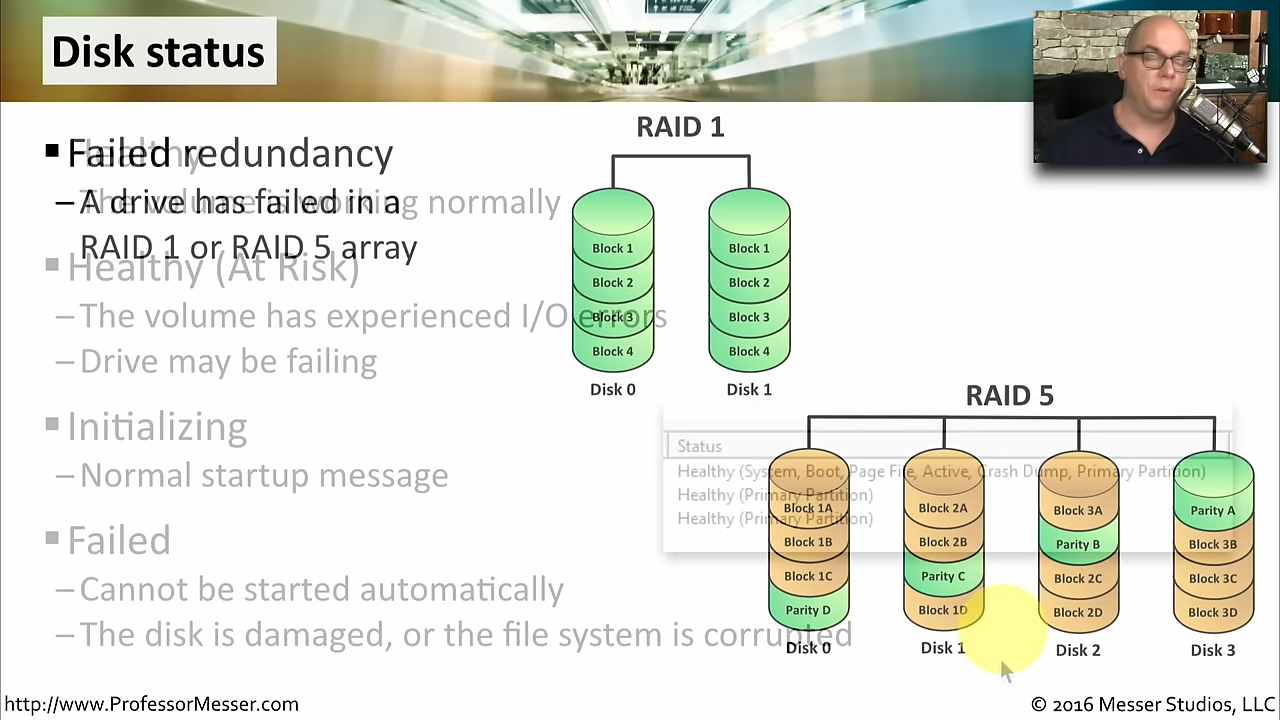 Disk status
Failed redundancy
– A drive has failed in a
RAID 1 or RAID 5 array
Healthy
– The volume is working normally
Healthy (At Risk)
– The volume has experienced I/O errors
– Drive may be failing
Initializing
– Normal startup message
Failed
– Cannot be started automatically
– The disk is damaged, or the file system is corrupted
RAID 1
Block 1 Block 1
Block 2 Block 2
Block 3 Block 3
Block 4 Block 4
Disk 0 Disk 1
RAID 5
Status
Healthy (System, Boot, Page File, Active, Crash Dump, Primary Partition)
Healthy (Primary Partition)
Healthy (Primary Partition)
Block 1A Block 2A Block 3A Parity A
Block 1B Block 2B Parity B Block 3B
Block 1C Parity C Block 2C Block 3C
Parity D Block 1D Block 2D Block 3D
Disk 0 Disk 1 Disk 2 Disk 3
http://www.ProfessorMesser.com
© 2016 Messer Studios, LLC